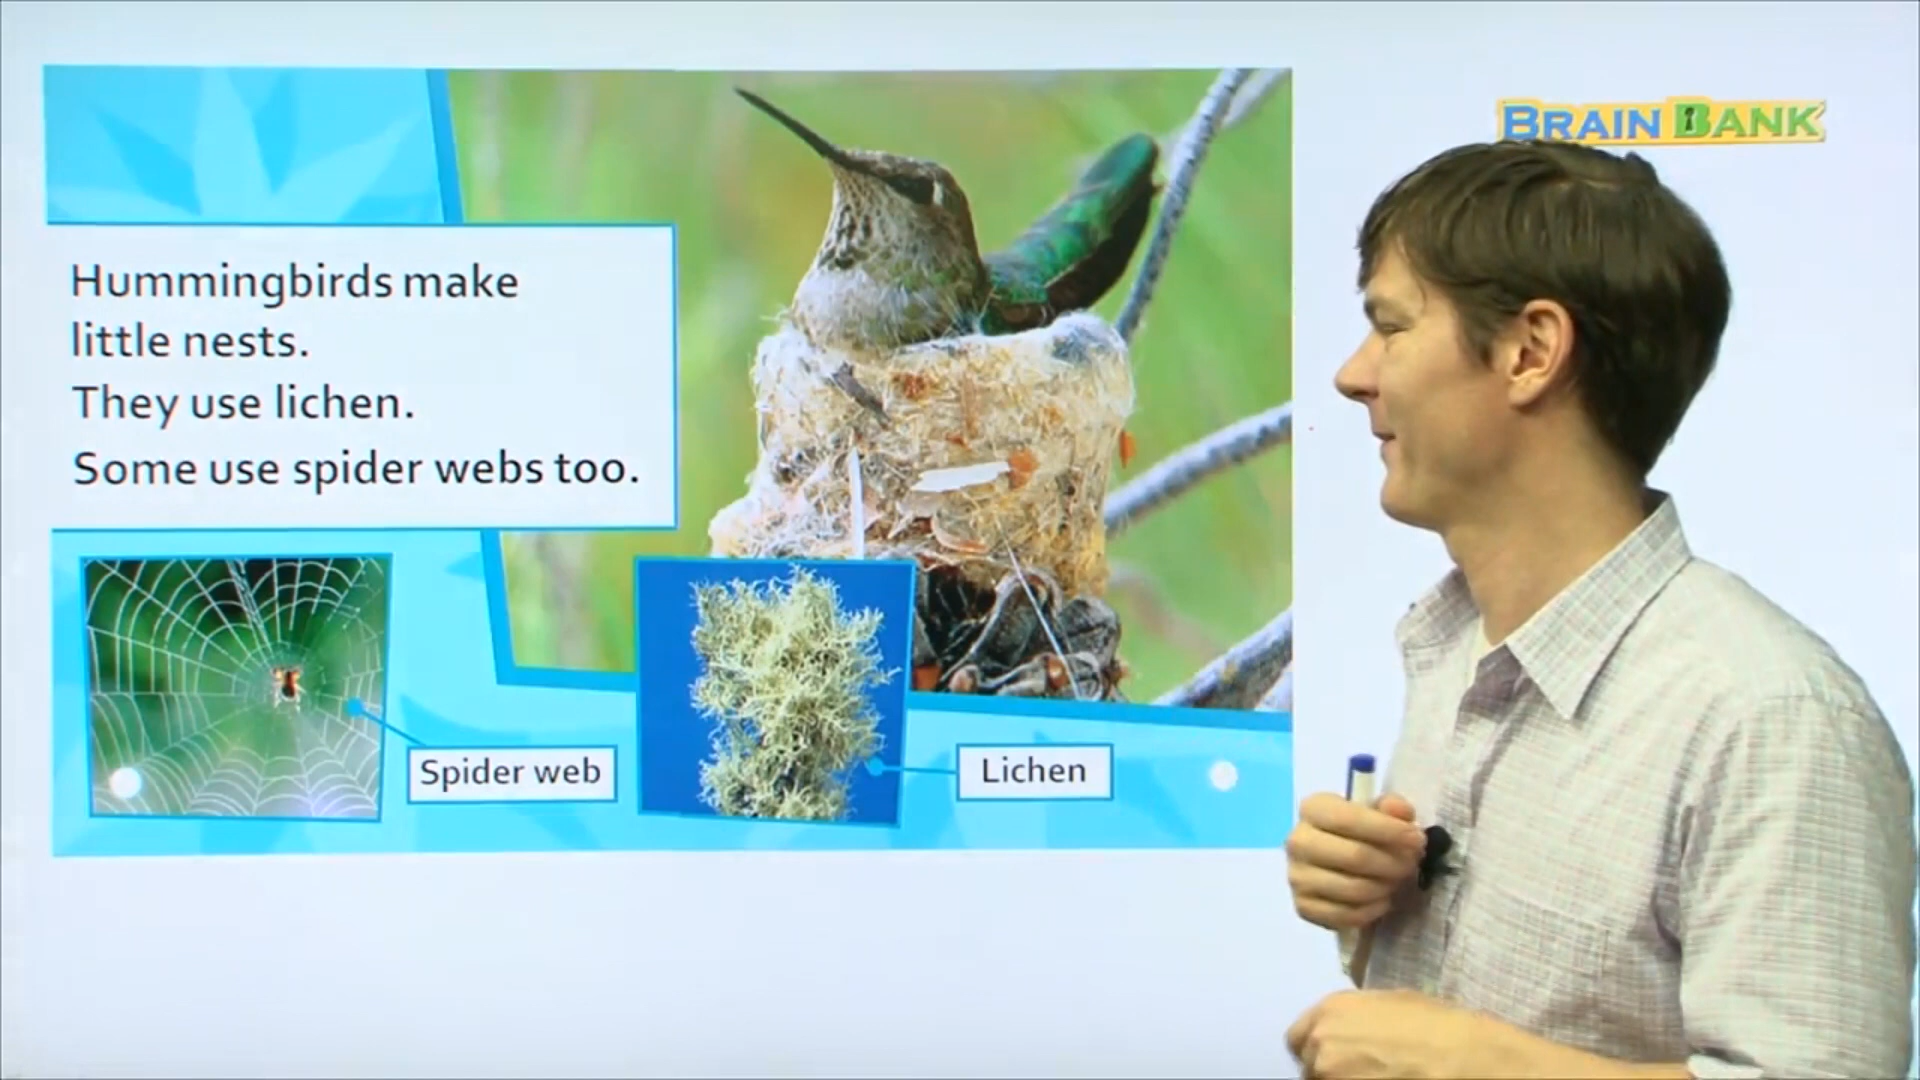 BRAIN BANK
Hummingbirds make
little nests.
They use lichen.
Some use spider webs too.
Spider web
Lichen